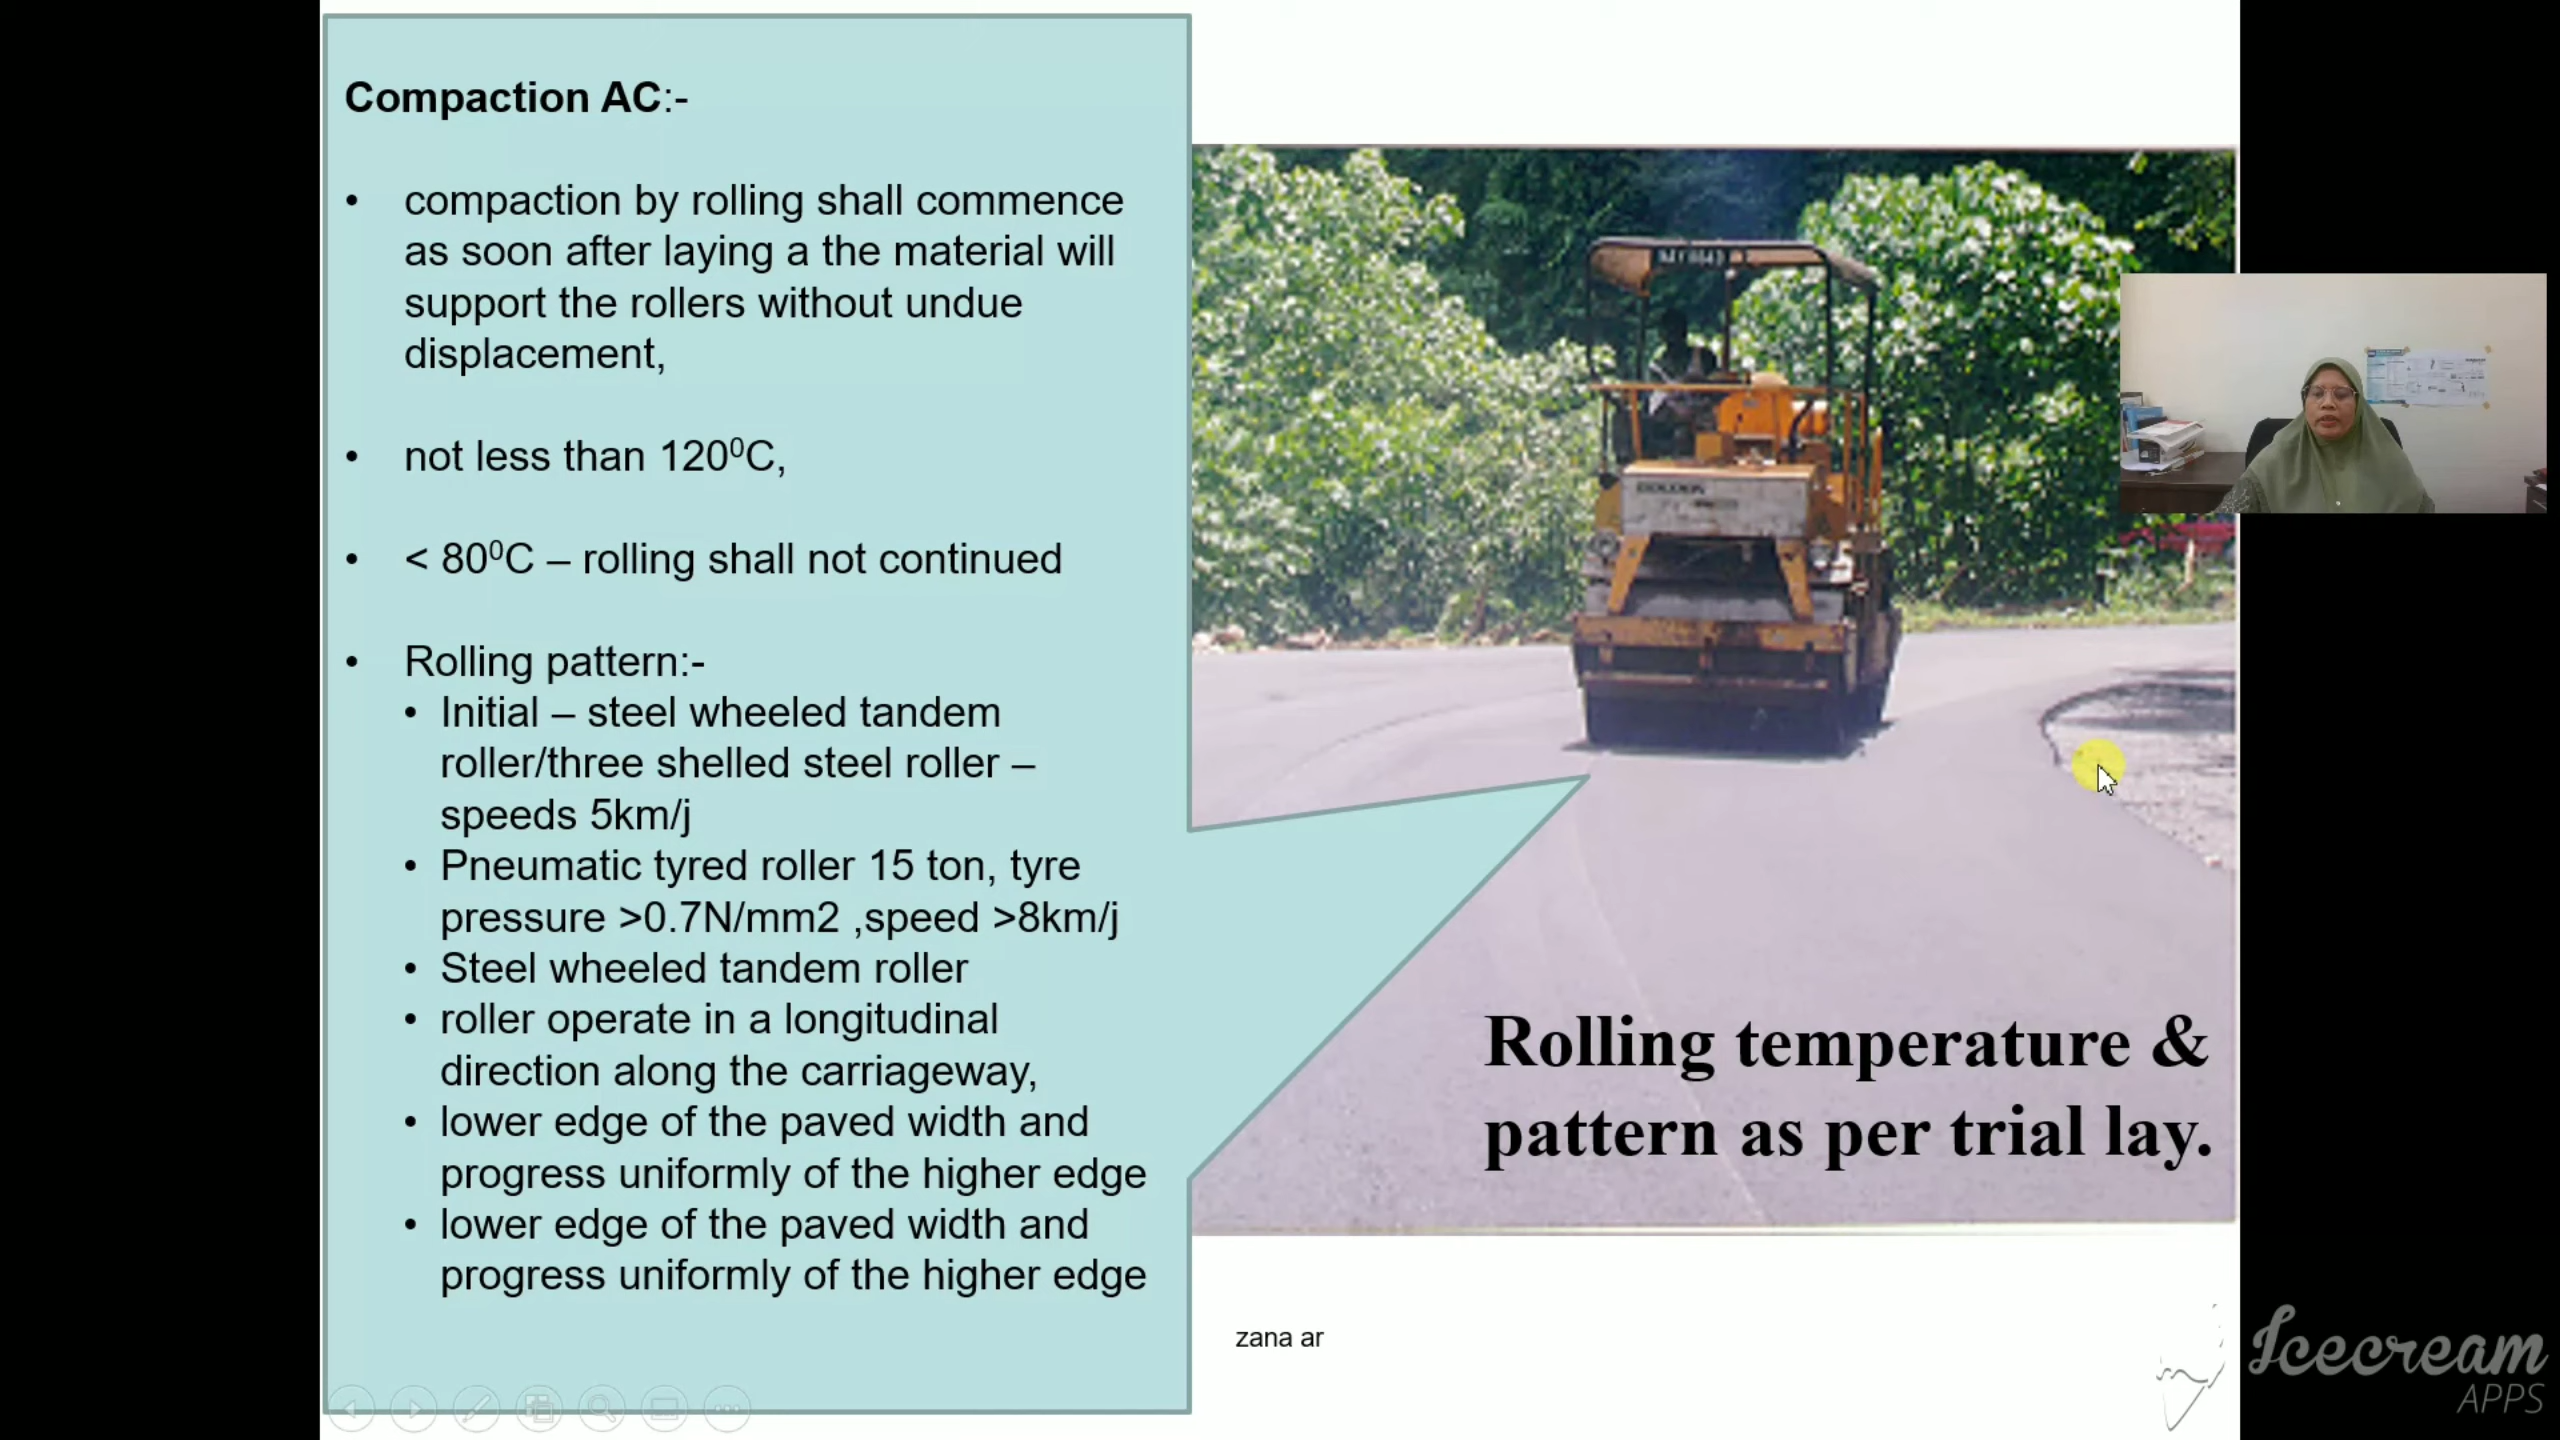 Compaction AC:-
• compaction by rolling shall commence
as soon after laying a the material will
support the rollers without undue
displacement,
• not less than 120⁰C,
• < 80⁰C – rolling shall not continued
• Rolling pattern:-
• Initial – steel wheeled tandem
roller/three shelled steel roller –
speeds 5km/j
• Pneumatic tyred roller 15 ton, tyre
pressure >0.7N/mm2 ,speed >8km/j
• Steel wheeled tandem roller
• roller operate in a longitudinal
direction along the carriageway,
• lower edge of the paved width and
progress uniformly of the higher edge
• lower edge of the paved width and
progress uniformly of the higher edge
Rolling temperature &
pattern as per trial lay.
zana ar
Icecream
APPS